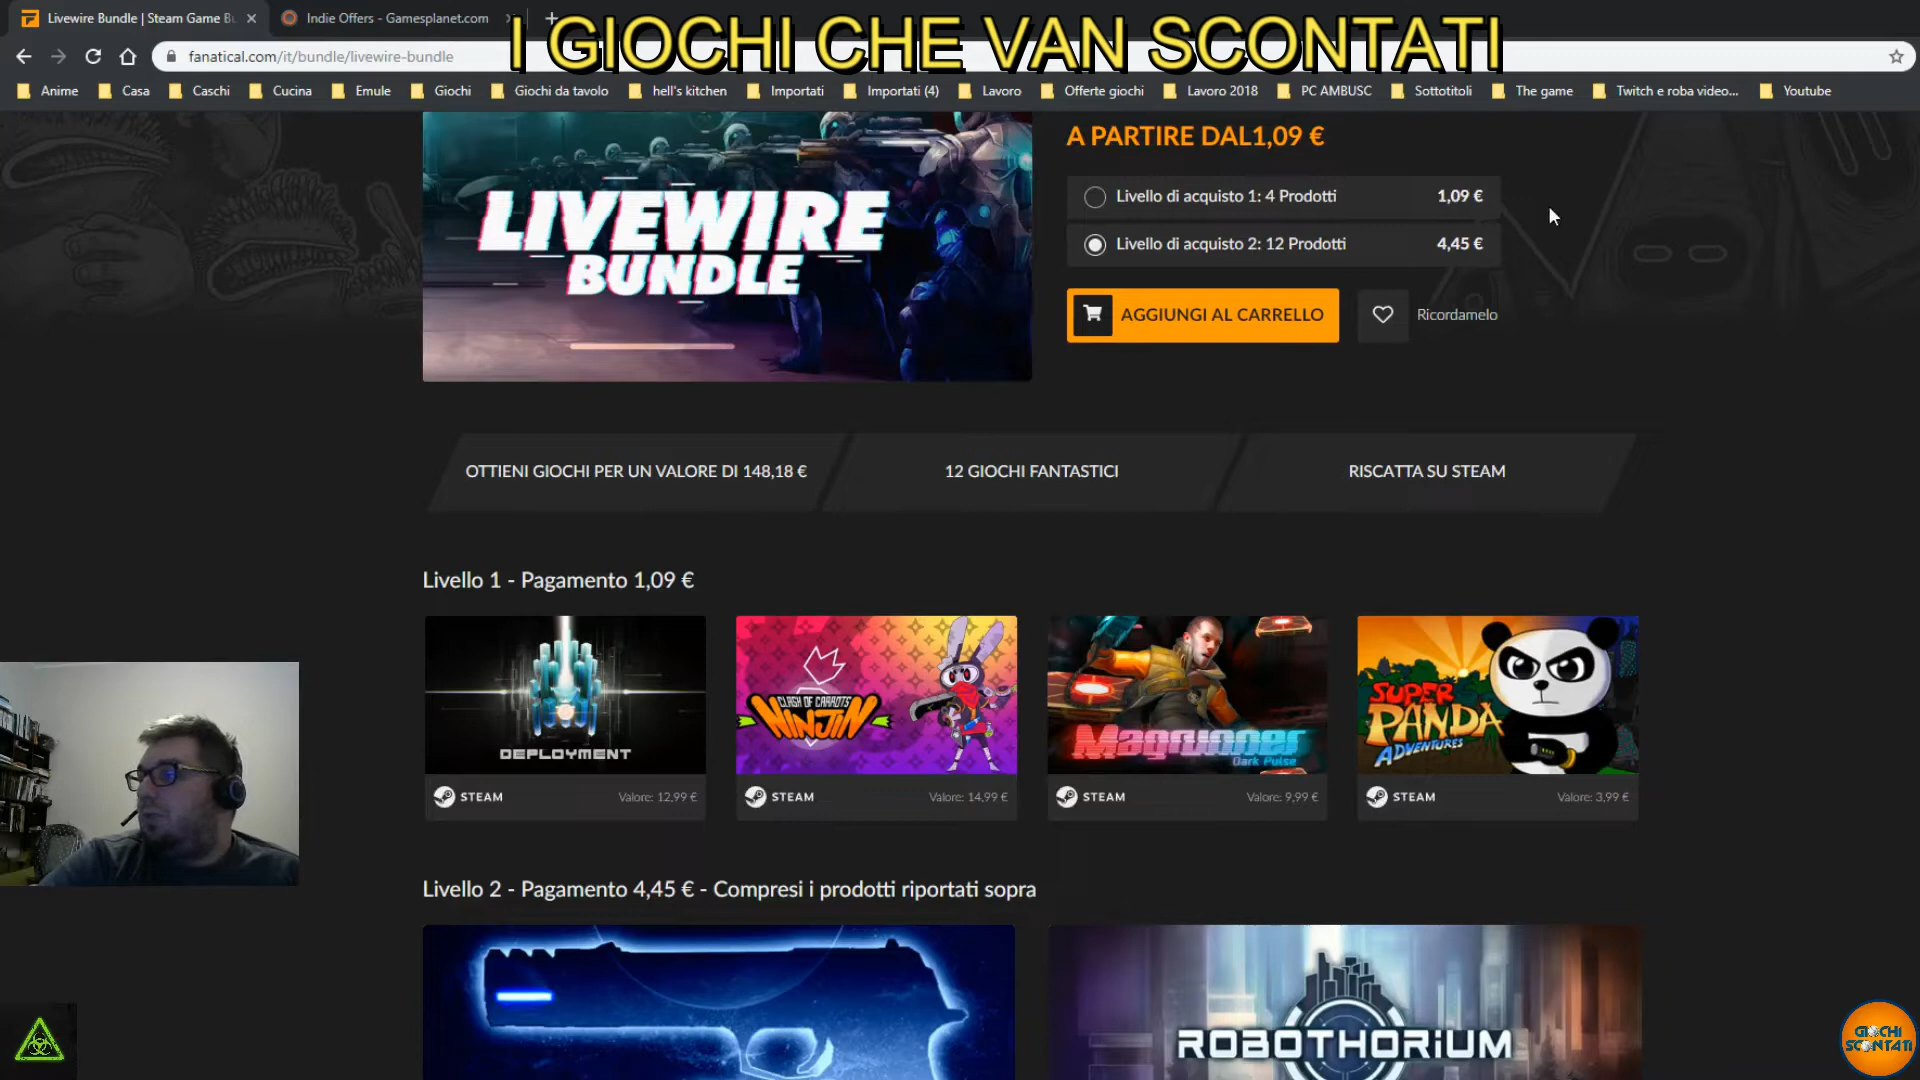 Livewire Bundle | Steam Game Bu
Indie Offers - Gamesplanet.com
I GIOCHI CHE VAN SCONTATI
fanatical.com/it/bundle/livewire-bundle
Anime Casa Caschi Cucina Emule Giochi Giochi da tavolo hell's kitchen Importati Importati (4) Lavoro Offerte giochi Lavoro 2018 PC AMBUSC Sottotitoli The game Twitch e roba video... Youtube
LIVEWIRE
BUNDLE
A PARTIRE DAL1,09 €
Livello di acquisto 1: 4 Prodotti 1,09 €
Livello di acquisto 2: 12 Prodotti 4,45 €
AGGIUNGI AL CARRELLO Ricordamelo
OTTIENI GIOCHI PER UN VALORE DI 148,18 € 12 GIOCHI FANTASTICI RISCATTA SU STEAM
Livello 1 - Pagamento 1,09 €
DEPLOYMENT
CLASH OF CARROTS
NINJIN
Magrunner
Dark Pulse
SUPER
PANDA
ADVENTURES
STEAM Valore: 12,99 € STEAM Valore: 14,99 € STEAM Valore: 9,99 € STEAM Valore: 3,99 €
Livello 2 - Pagamento 4,45 € - Compresi i prodotti riportati sopra
ROBOTHORIUM
GIOCHI
SCONTATI